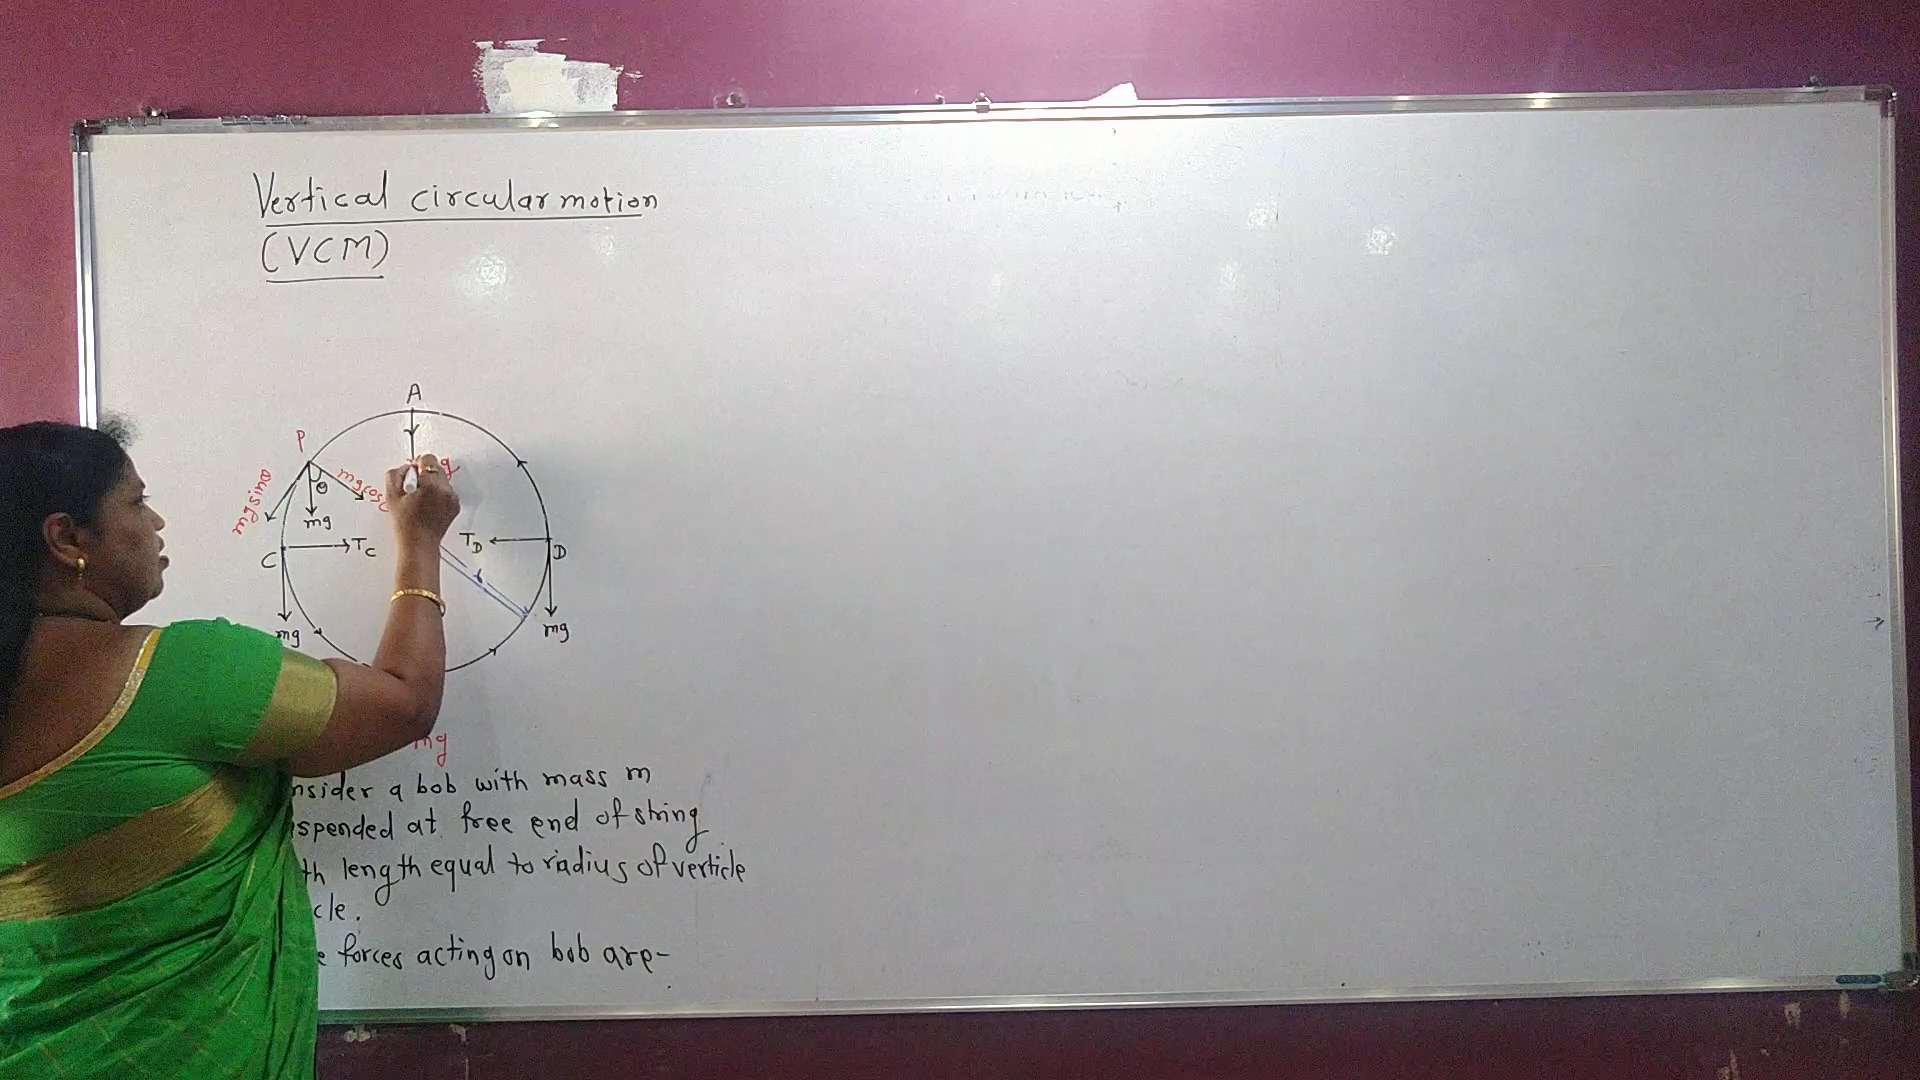 Vertical circular motion
(VCM)
A
P
mgsinθ
mgcosθ
θ
mg
g
C
Tc
TD
D
r
mg
mg
mg
nsider a bob with mass m
spended at free end of string
th length equal to radius of verticle
cle.
e forces acting on bob are-